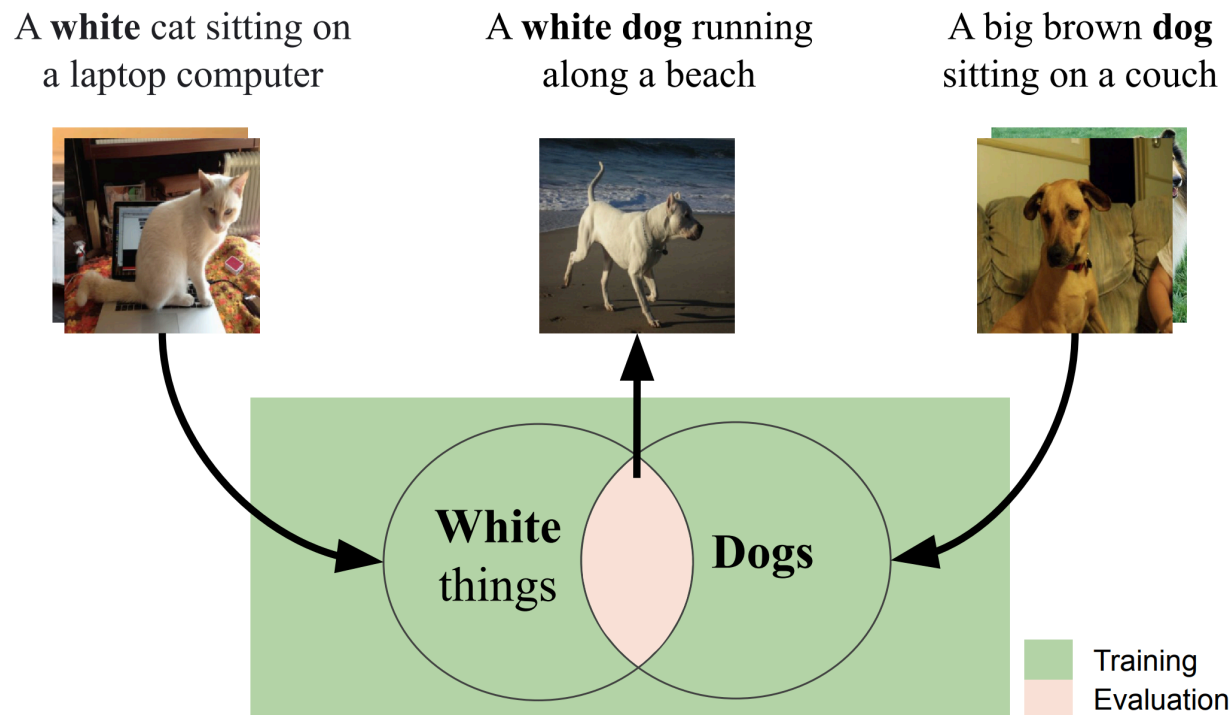 A white cat sitting on
a laptop computer
A white dog running
along a beach
A big brown dog
sitting on a couch
White
things
Dogs
Training
Evaluation